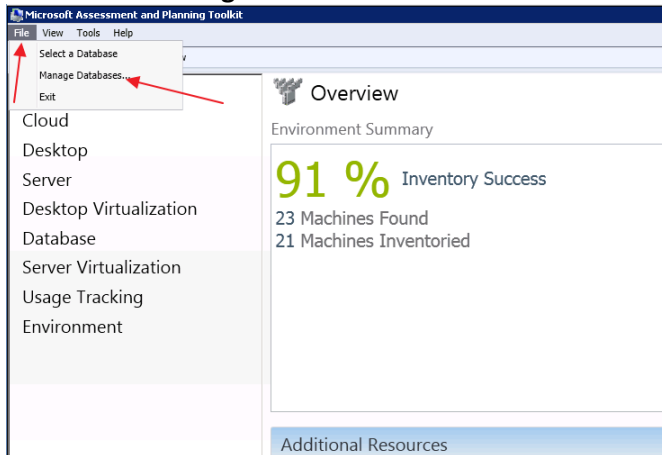 Microsoft Assessment and Planning Toolkit
File View Tools Help
Select a Database
Manage Databases...
Exit
Cloud
Desktop
Server
Desktop Virtualization
Database
Server Virtualization
Usage Tracking
Environment
Overview
Environment Summary
91 % Inventory Success
23 Machines Found
21 Machines Inventoried
Additional Resources